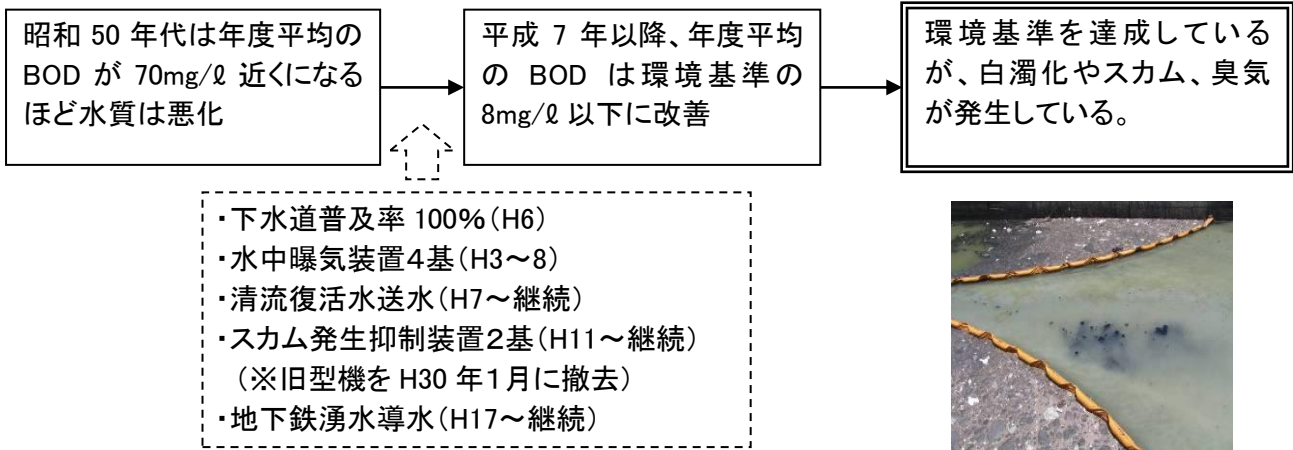 昭和 50 年代は年度平均の
BOD が 70mg/ℓ 近くになる
ほど水質は悪化
平成 7 年以降、年度平均
の BOD は環境基準の
8mg/ℓ 以下に改善
環境基準を達成している
が、白濁化やスカム、臭気
が発生している。
・下水道普及率 100%(H6)
・水中曝気装置4基(H3～8)
・清流復活水送水(H7～継続)
・スカム発生抑制装置2基(H11～継続)
(※旧型機を H30 年1月に撤去)
・地下鉄湧水導水(H17～継続)